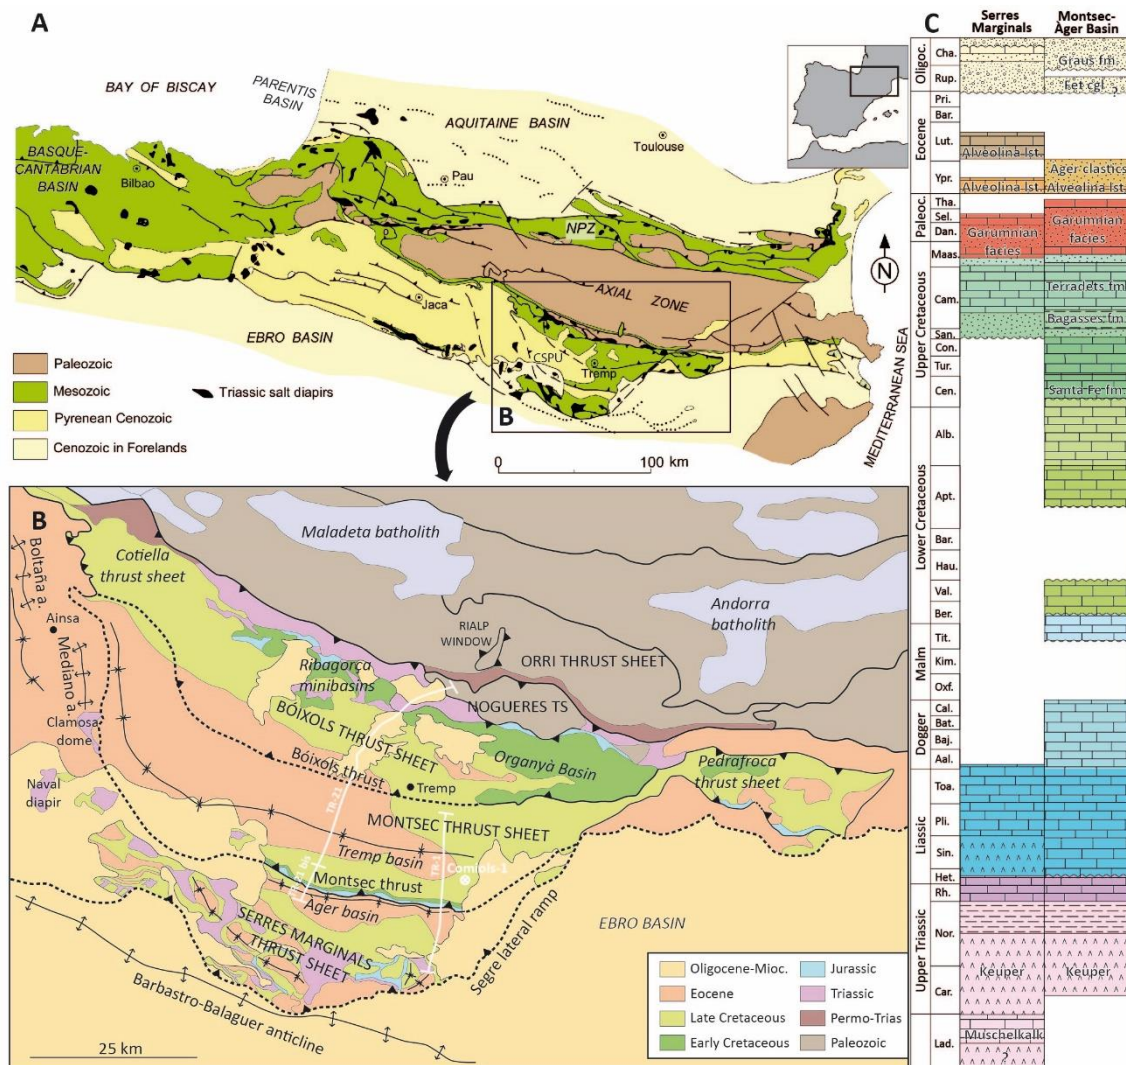 A
BAY OF BISCAY
PARENTIS
BASIN
AQUITAINE BASIN
Toulouse
BASQUE-
CANTABRIAN
BASIN
Bilbao
Pau
NPZ
N
AXIAL ZONE
Jaca
EBRO BASIN
CSPU
Tremp
B
MEDITERRANEAN SEA
Paleozoic
Mesozoic
Triassic salt diapirs
Pyrenean Cenozoic
Cenozoic in Forelands
0
100 km
B
Maladeta batholith
Cotiella
thrust sheet
Boltaña a.
Andorra
batholith
Ainsa
RIALP
WINDOW
ORRI THRUST SHEET
Mediano a.
Ribagorça
minibasins
NOGUERES TS
Clamosa
dome
BÓIXOLS THRUST SHEET
Organyà Basin
Pedrafroca
thrust sheet
Bóixols thrust
Naval
diapir
TR-21
Tremp
MONTSEC THRUST SHEET
Tremp basin
TR-1
Comiols-1
21 bis
Montsec thrust
Ager basin
EBRO BASIN
SERRES MARGINALS
THRUST SHEET
Segre lateral ramp
Barbastro-Balaguer anticline
25 km
Oligocene-Mioc.
Jurassic
Eocene
Triassic
Late Cretaceous
Permo-Trias
Early Cretaceous
Paleozoic
C
Serres
Marginals
Montsec-
Àger Basin
Oligoc.
Cha.
Graus fm.
Rup.
Fet cgl.
?
Eocene
Pri.
Bar.
Lut.
Alveolina lst.
Ypr.
Alveolina lst.
Ager clastics
Alveolina lst.
Paleoc.
Tha.
Sel.
Dan.
Garumnian
facies
Garumnian
facies
Upper Cretaceous
Maas.
Cam.
Terradets fm
Bagasses fm.
San.
Con.
Tur.
Cen.
Santa Fe fm.
Lower Cretaceous
Alb.
Apt.
Bar.
Hau.
Val.
Ber.
Malm
Tit.
Kim.
Oxf.
Dogger
Cal.
Bat.
Baj.
Aal.
Liassic
Toa.
Pli.
Sin.
Het.
Upper Triassic
Rh.
Nor.
Keuper
Keuper
Car.
Lad.
Muschelkalk
?